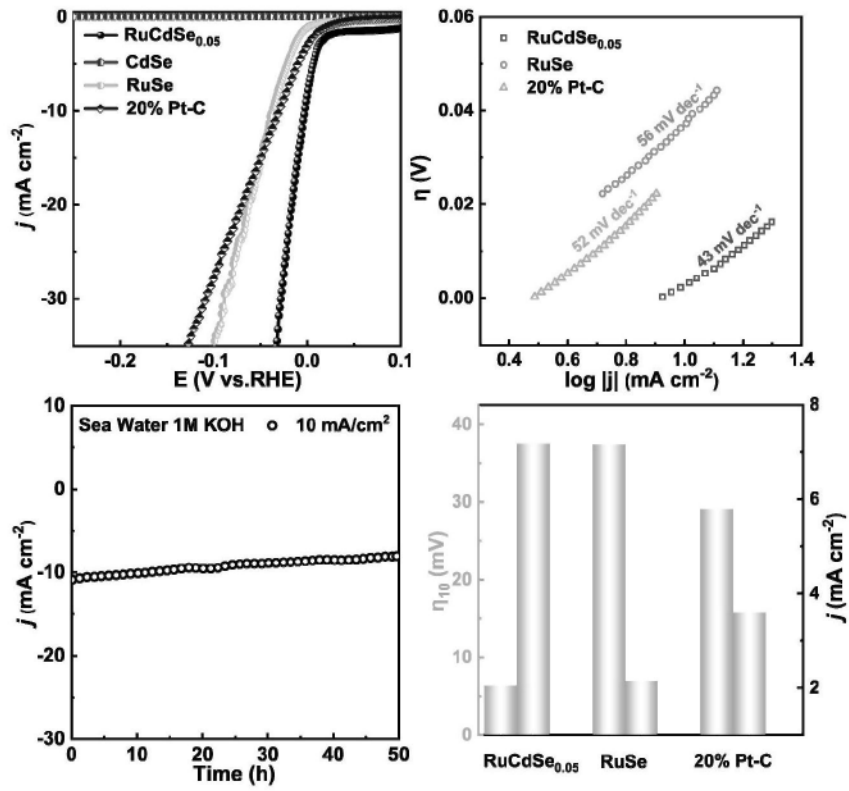 0
-10
-20
-30
j (mA cm-2)
RuCdSe0.05
CdSe
RuSe
20% Pt-C
-0.2 -0.1 0.0 0.1
E (V vs.RHE)
0.06
0.04
0.02
0.00
η (V)
RuCdSe0.05
RuSe
20% Pt-C
56 mV dec-1
52 mV dec-1
43 mV dec-1
0.4 0.6 0.8 1.0 1.2 1.4
log |j| (mA cm-2)
10
0
-10
-20
-30
j (mA cm-2)
Sea Water 1M KOH 10 mA/cm2
0 10 20 30 40 50
Time (h)
40
30
20
10
0
η10 (mV)
8
6
4
2
j (mA cm-2)
RuCdSe0.05 RuSe 20% Pt-C